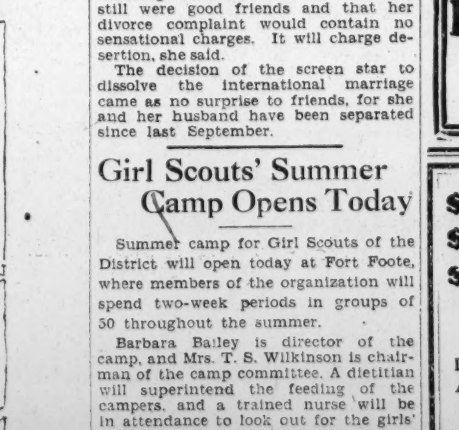 still were good friends and that her
divorce complaint would contain no
sensational charges. It will charge de-
sertion, she said.
The decision of the screen star to
dissolve the international marriage
came as no surprise to friends, for she
and her husband have been separated
since last September.
Girl Scouts' Summer
Camp Opens Today
Summer camp for Girl Scouts of the
District will open today at Fort Foote,
where members of the organization will
spend two-week periods in groups of
50 throughout the summer.
Barbara Bailey is director of the
camp, and Mrs. T. S. Wilkinson is chair-
man of the camp committee. A dietitian
will superintend the feeding of the
campers, and a trained nurse will be
in attendance to look out for the girls'
$
$
$